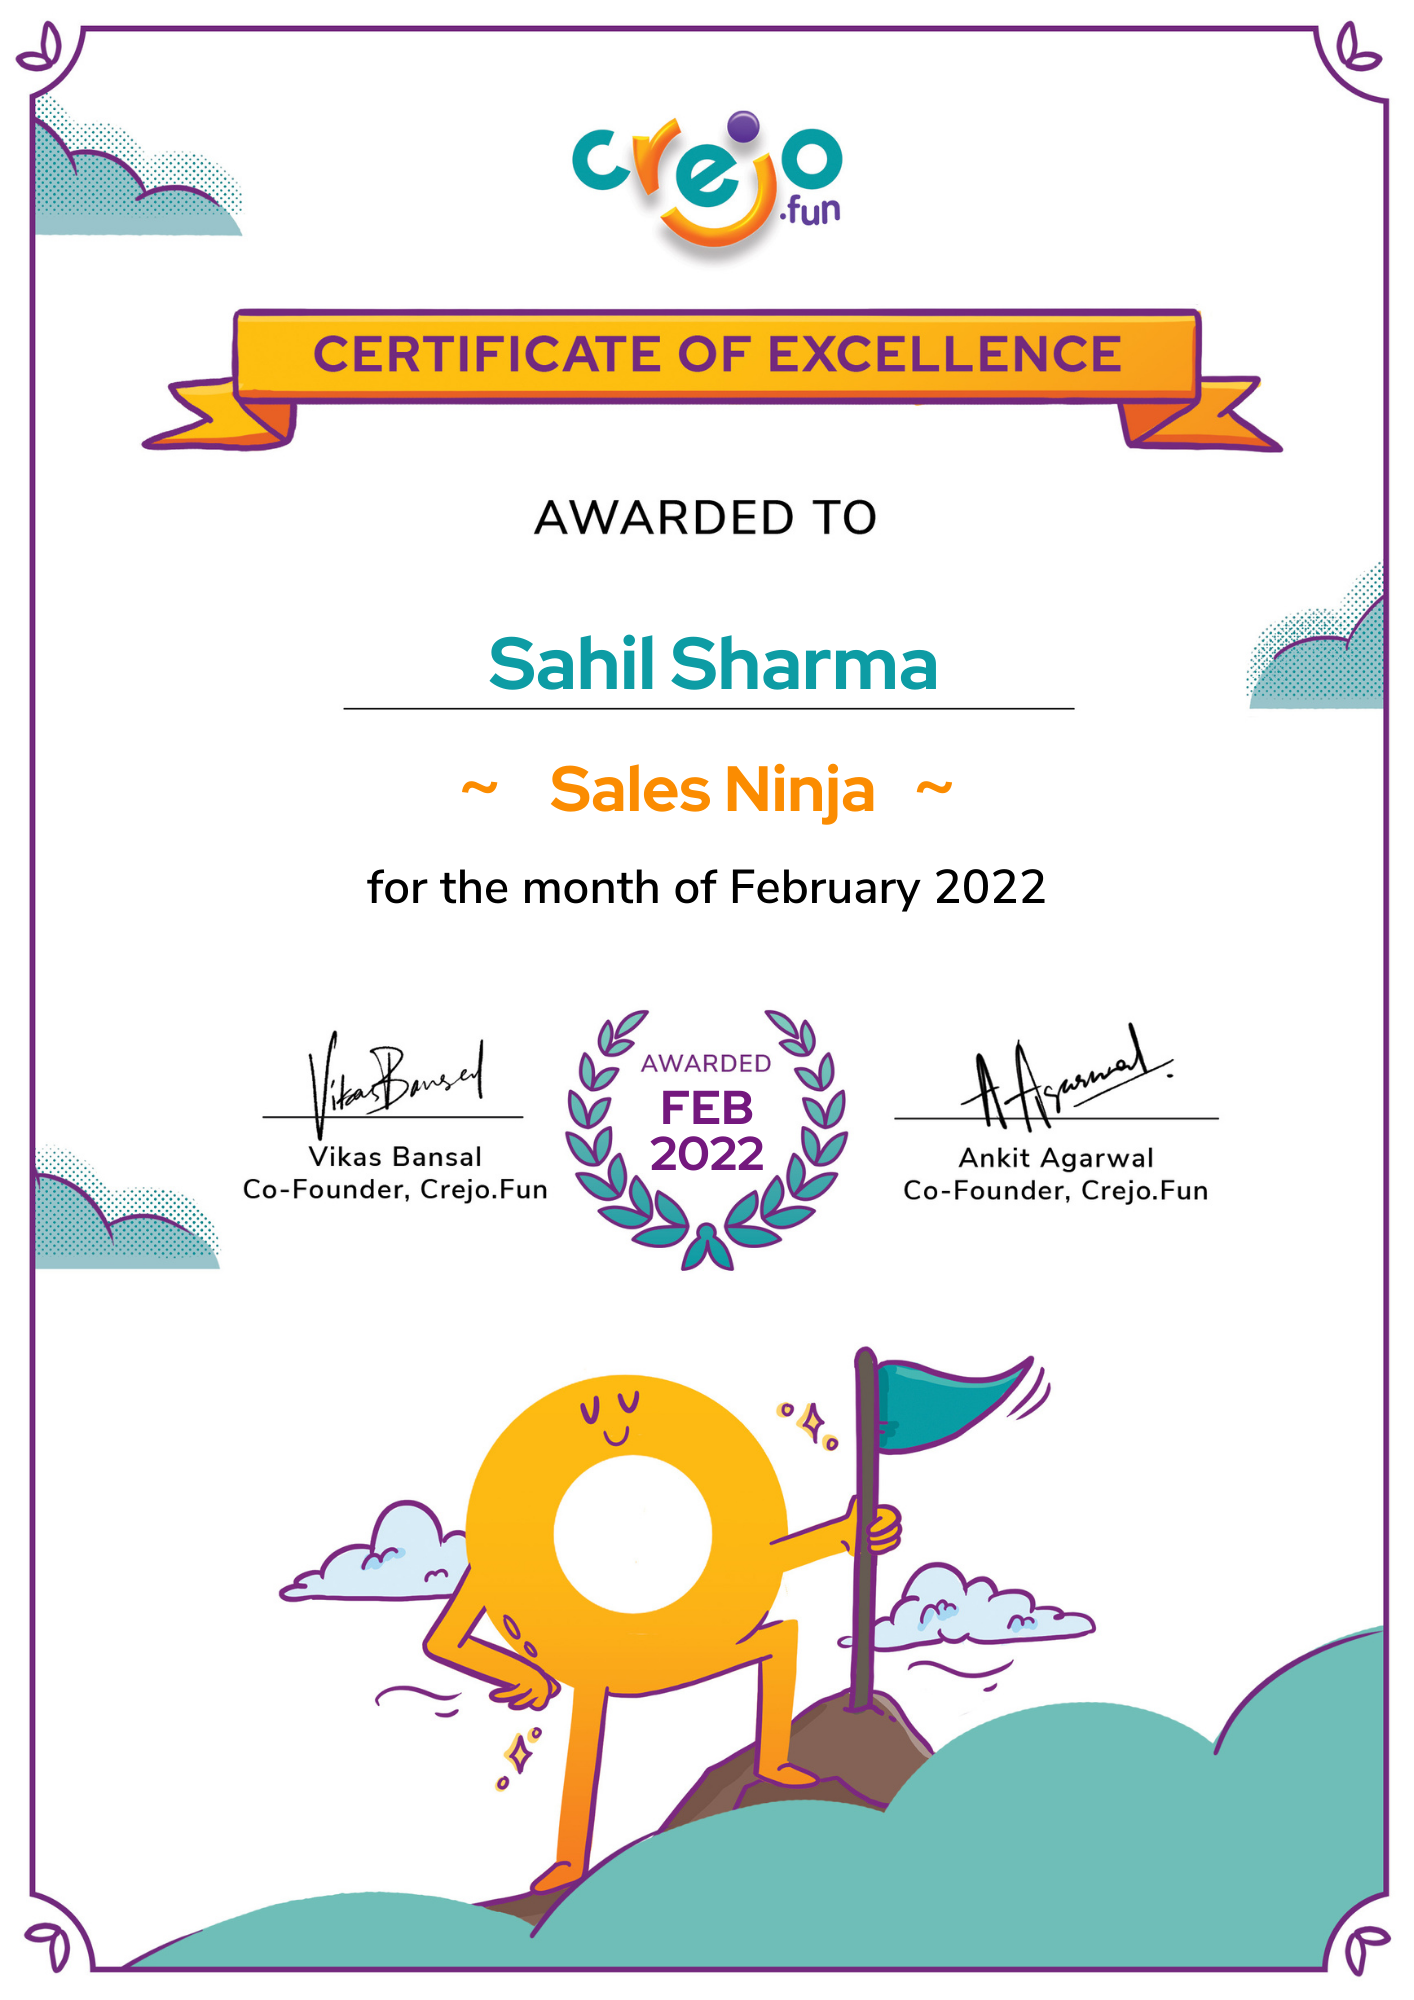 crejo
.fun
CERTIFICATE OF EXCELLENCE
AWARDED TO
Sahil Sharma
~ Sales Ninja ~
for the month of February 2022
Vikas Bansal
Vikas Bansal
Co-Founder, Crejo.Fun
AWARDED
FEB
2022
A Agarwal
Ankit Agarwal
Co-Founder, Crejo.Fun